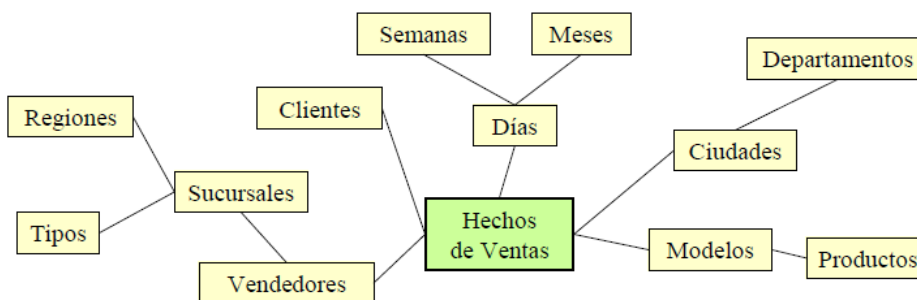 Semanas
Meses
Departamentos
Regiones
Clientes
Días
Ciudades
Sucursales
Tipos
Hechos
de Ventas
Modelos
Productos
Vendedores